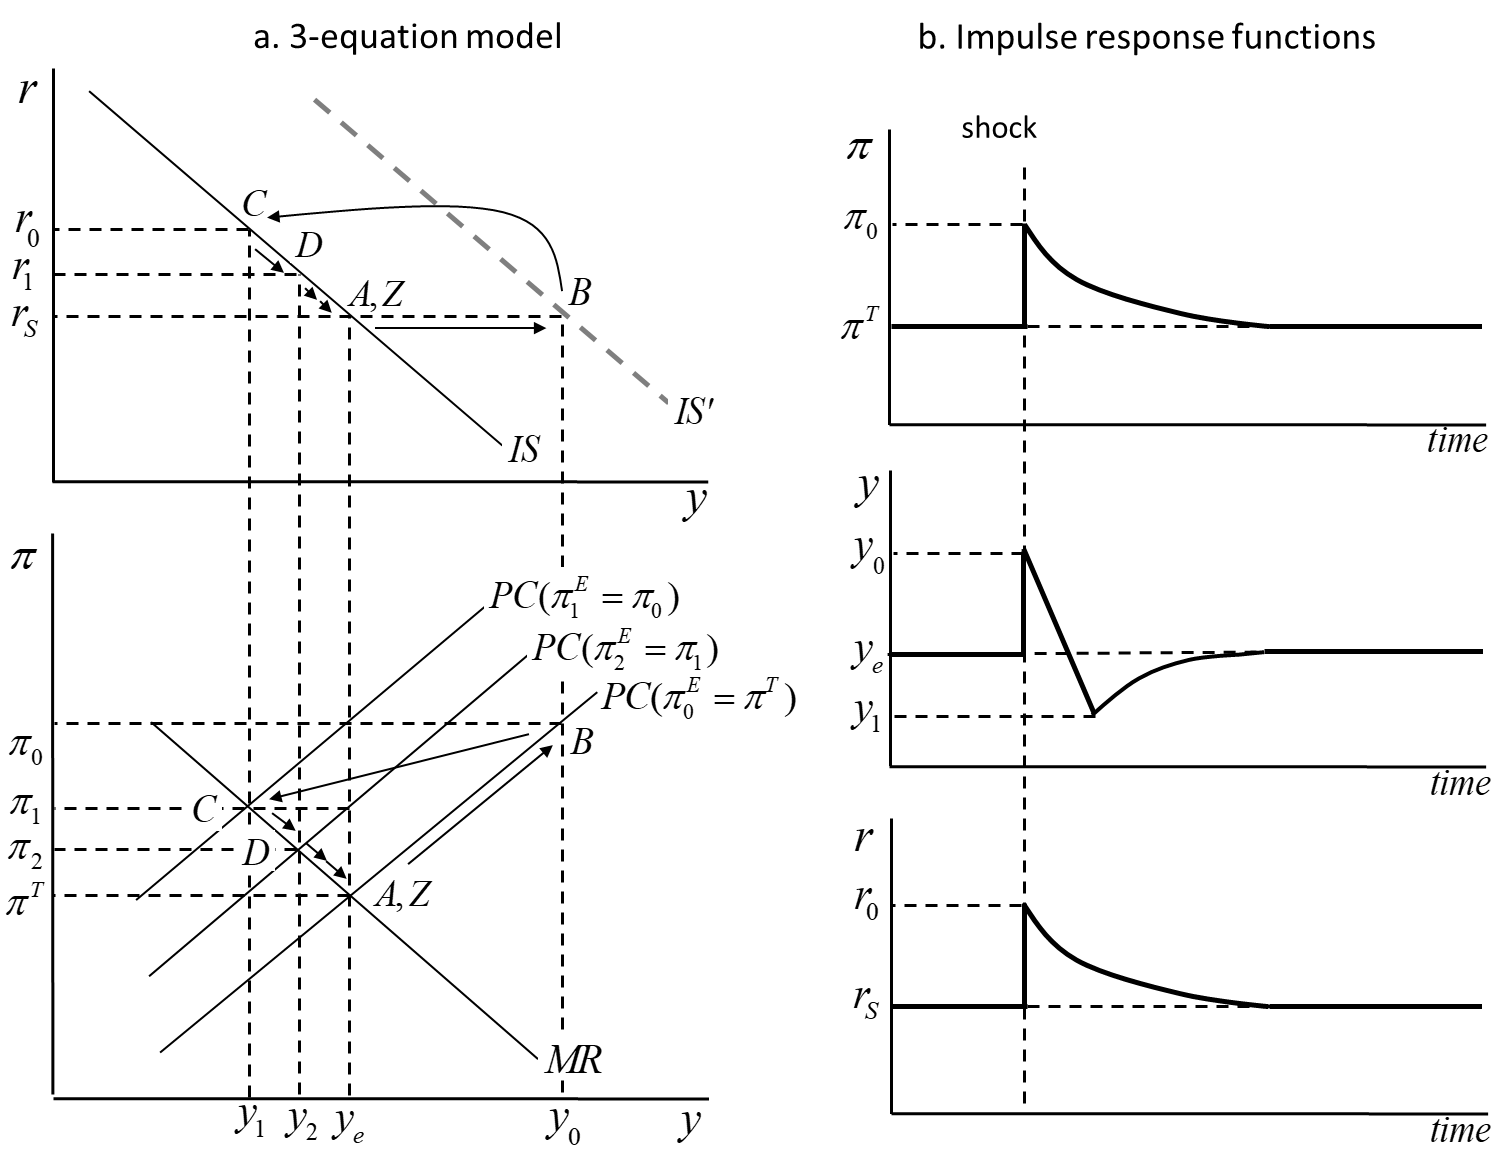 a. 3-equation model
r
C
r₀
D
r₁
A, Z
B
r_S
IS'
IS
y
π
PC(π₁ᴱ = π₀)
PC(π₂ᴱ = π₁)
PC(π₀ᴱ = πᵀ)
π₀
B
π₁
C
π₂
D
πᵀ
A, Z
MR
y₁ y₂ yₑ y₀ y
b. Impulse response functions
shock
π
π₀
πᵀ
time
y
y₀
yₑ
y₁
time
r
r₀
r_S
time